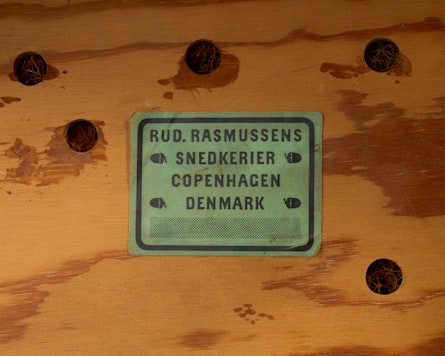 RUD. RASMUSSENS
SNEDKERIER
COPENHAGEN
DENMARK